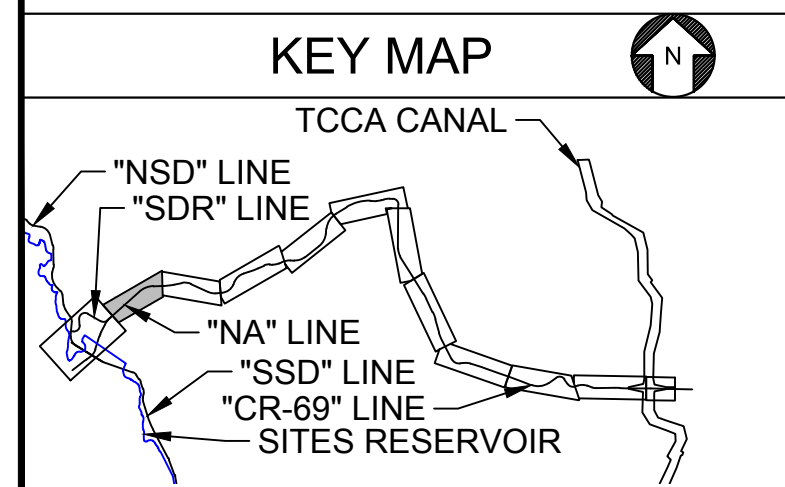 KEY MAP
N
TCCA CANAL
"NSD" LINE
"SDR" LINE
"NA" LINE
"SSD" LINE
"CR-69" LINE
SITES RESERVOIR